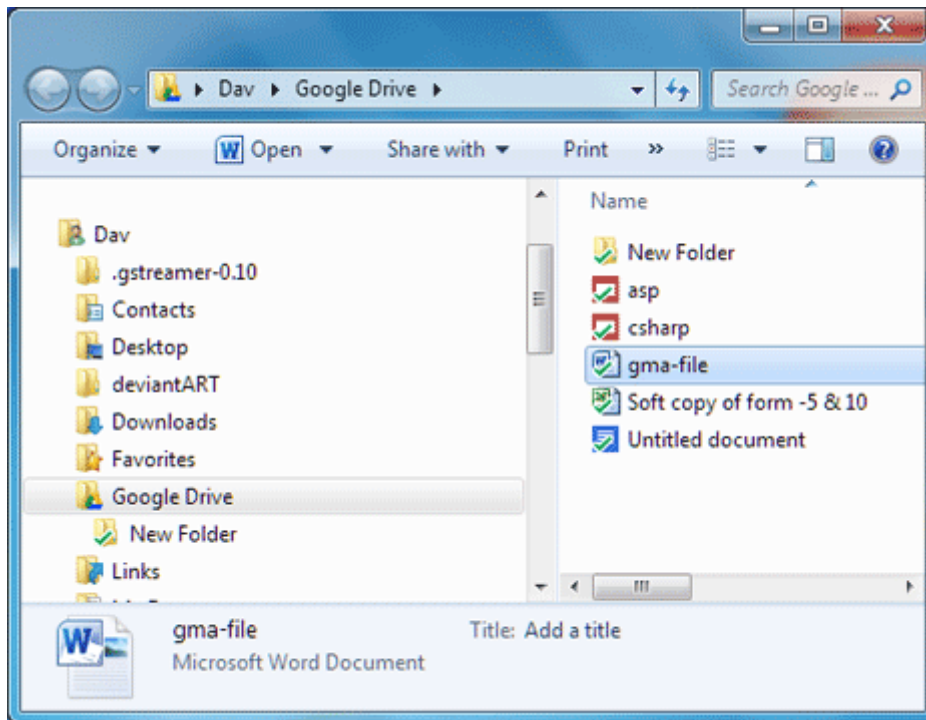 Dav Google Drive Search Google ...
Organize Open Share with Print »
Name
Dav
.gstreamer-0.10
Contacts
Desktop
deviantART
Downloads
Favorites
Google Drive
New Folder
Links
New Folder
asp
csharp
gma-file
Soft copy of form -5 & 10
Untitled document
gma-file Title: Add a title
Microsoft Word Document